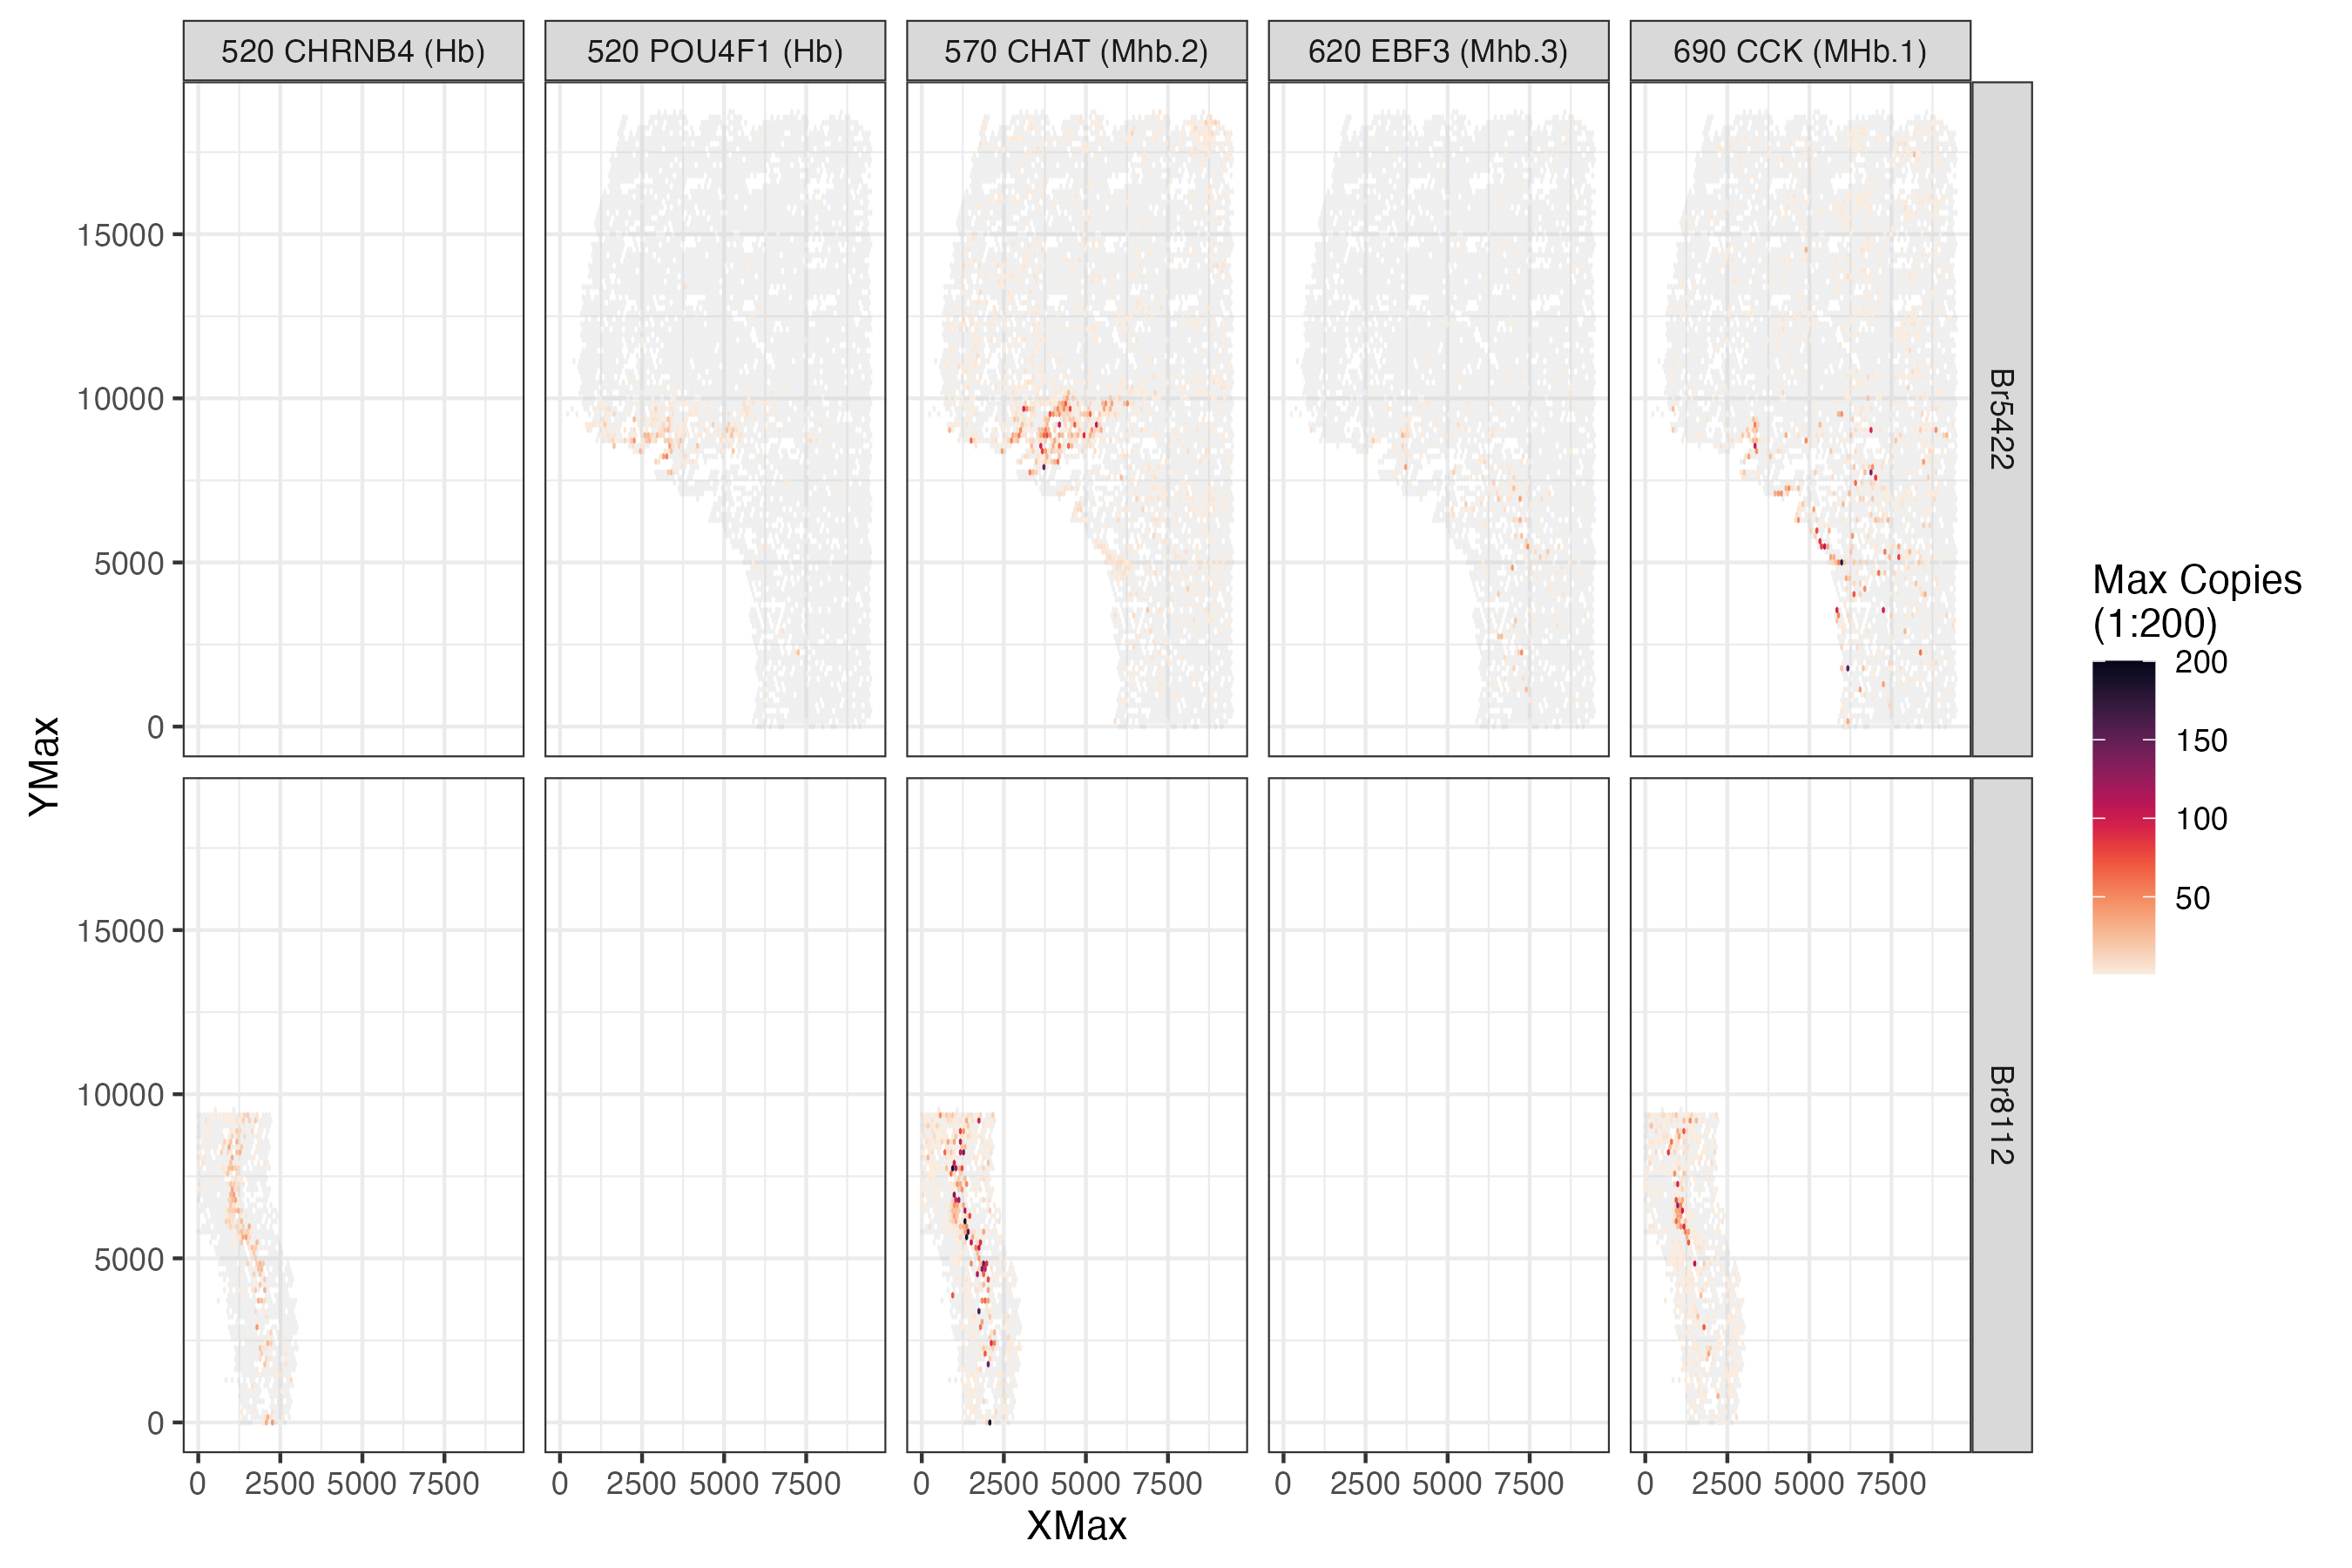 520 CHRNB4 (Hb)
520 POU4F1 (Hb)
570 CHAT (Mhb.2)
620 EBF3 (Mhb.3)
690 CCK (MHb.1)
15000
10000
5000
0
Br5422
YMax
15000
10000
5000
0
Br8112
0 2500 5000 7500
0 2500 5000 7500
0 2500 5000 7500
0 2500 5000 7500
0 2500 5000 7500
XMax
Max Copies
(1:200)
200
150
100
50